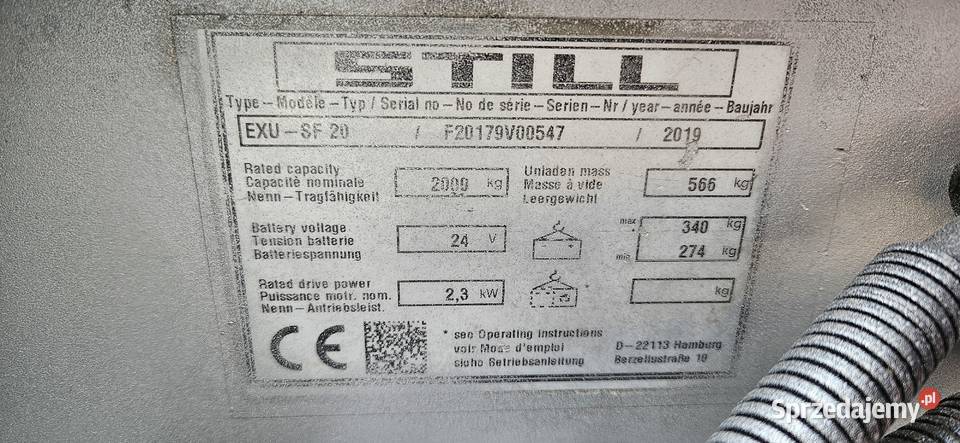 STILL
Type – Modèle – Typ / Serial no – No de série – Serien – Nr / year – année – Baujahr
EXU – SF 20 / F20179V00547 / 2019
Rated capacity
Capacité nominale
Nenn – Tragfähigkeit
2000 kg
Unladen mass
Masse à vide
Leergewicht
566 kg
Battery voltage
Tension batterie
Batteriespannung
24 V
max 340 kg
min 274 kg
Rated drive power
Puissance motr. nom.
Nenn – Antriebsleist.
2,3 kW
*
kg
CE
* see Operating instructions
voir Mode d'emploi
siehe Betriebsanleitung
D – 22113 Hamburg
Berzeliusstraße 10
Sprzedajemy.pl